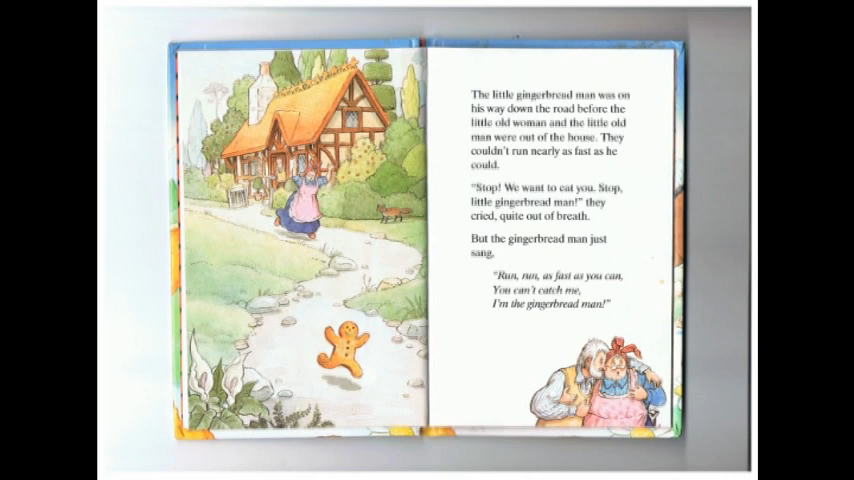 The little gingerbread man was on
his way down the road before the
little old woman and the little old
man were out of the house. They
couldn't run nearly as fast as he
could.
"Stop! We want to eat you. Stop,
little gingerbread man!" they
cried, quite out of breath.
But the gingerbread man just
sang,
"Run, run, as fast as you can,
You can't catch me,
I'm the gingerbread man!"